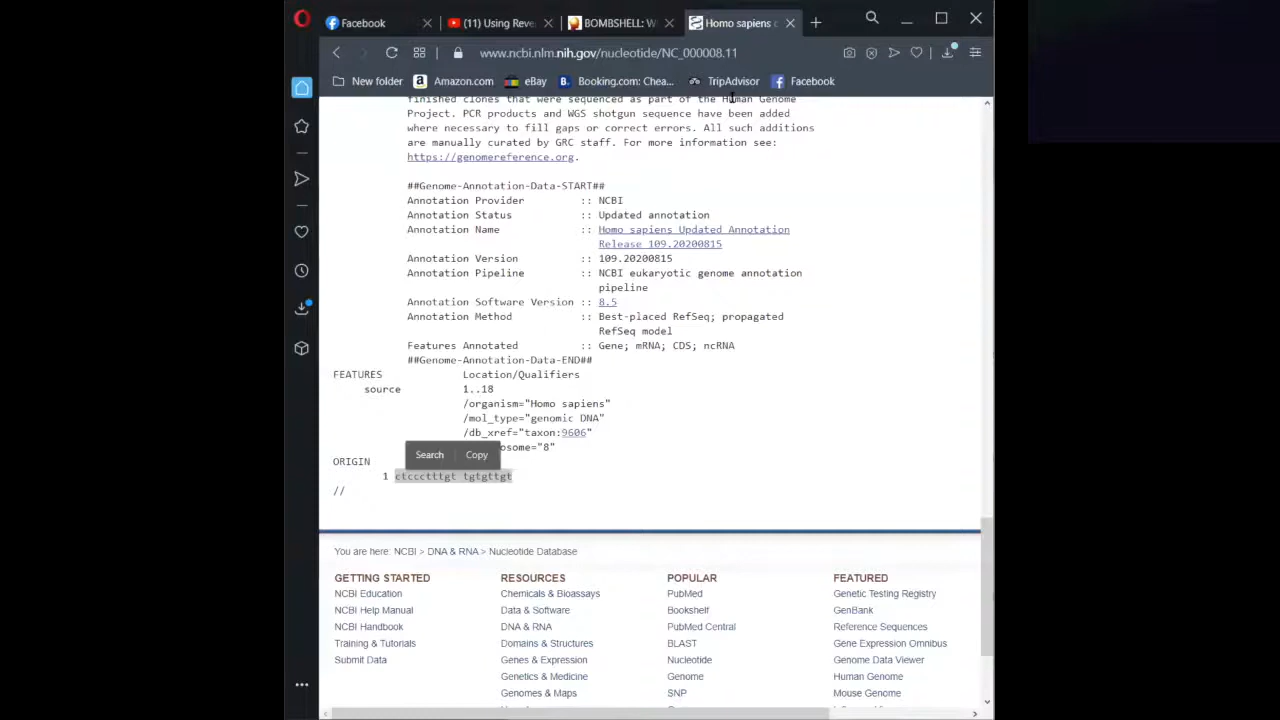 Facebook
(11) Using Reve
BOMBSHELL: W
Homo sapiens c
www.ncbi.nlm.nih.gov/nucleotide/NC_000008.11
New folder
Amazon.com
eBay
Booking.com: Chea...
TripAdvisor
Facebook
finished clones that were sequenced as part of the Human Genome
Project. PCR products and WGS shotgun sequence have been added
where necessary to fill gaps or correct errors. All such additions
are manually curated by GRC staff. For more information see:
https://genomereference.org.
##Genome-Annotation-Data-START##
Annotation Provider :: NCBI
Annotation Status :: Updated annotation
Annotation Name :: Homo sapiens Updated Annotation
Release 109.20200815
Annotation Version :: 109.20200815
Annotation Pipeline :: NCBI eukaryotic genome annotation
pipeline
Annotation Software Version :: 8.5
Annotation Method :: Best-placed RefSeq; propagated
RefSeq model
Features Annotated :: Gene; mRNA; CDS; ncRNA
##Genome-Annotation-Data-END##
FEATURES Location/Qualifiers
source 1..18
/organism="Homo sapiens"
/mol_type="genomic DNA"
/db_xref="taxon:9606"
osome="8"
Search Copy
ORIGIN
1 ctccctttgt tgtgttgt
//
You are here: NCBI > DNA & RNA > Nucleotide Database
GETTING STARTED
NCBI Education
NCBI Help Manual
NCBI Handbook
Training & Tutorials
Submit Data
RESOURCES
Chemicals & Bioassays
Data & Software
DNA & RNA
Domains & Structures
Genes & Expression
Genetics & Medicine
Genomes & Maps
POPULAR
PubMed
Bookshelf
PubMed Central
BLAST
Nucleotide
Genome
SNP
FEATURED
Genetic Testing Registry
GenBank
Reference Sequences
Gene Expression Omnibus
Genome Data Viewer
Human Genome
Mouse Genome